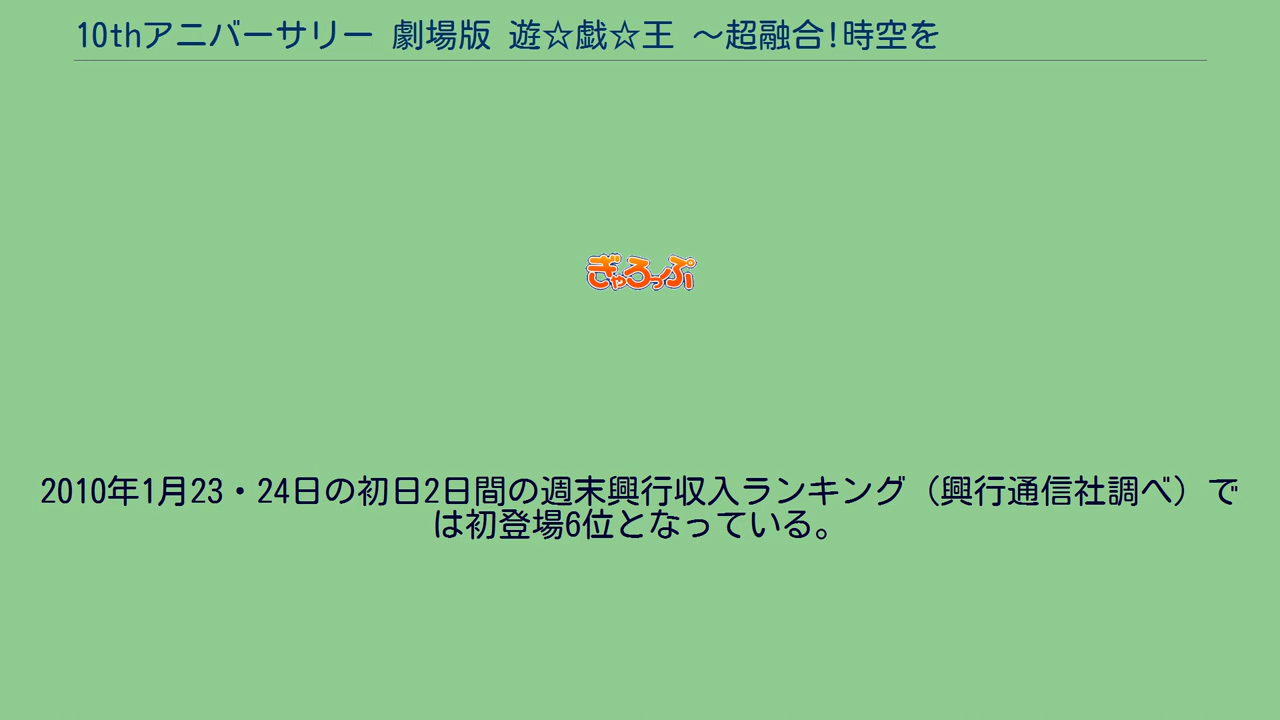 10thアニバーサリー 劇場版 遊☆戯☆王 ～超融合!時空を
ぎゃろっぷ
2010年1月23・24日の初日2日間の週末興行収入ランキング（興行通信社調べ）で
は初登場6位となっている。